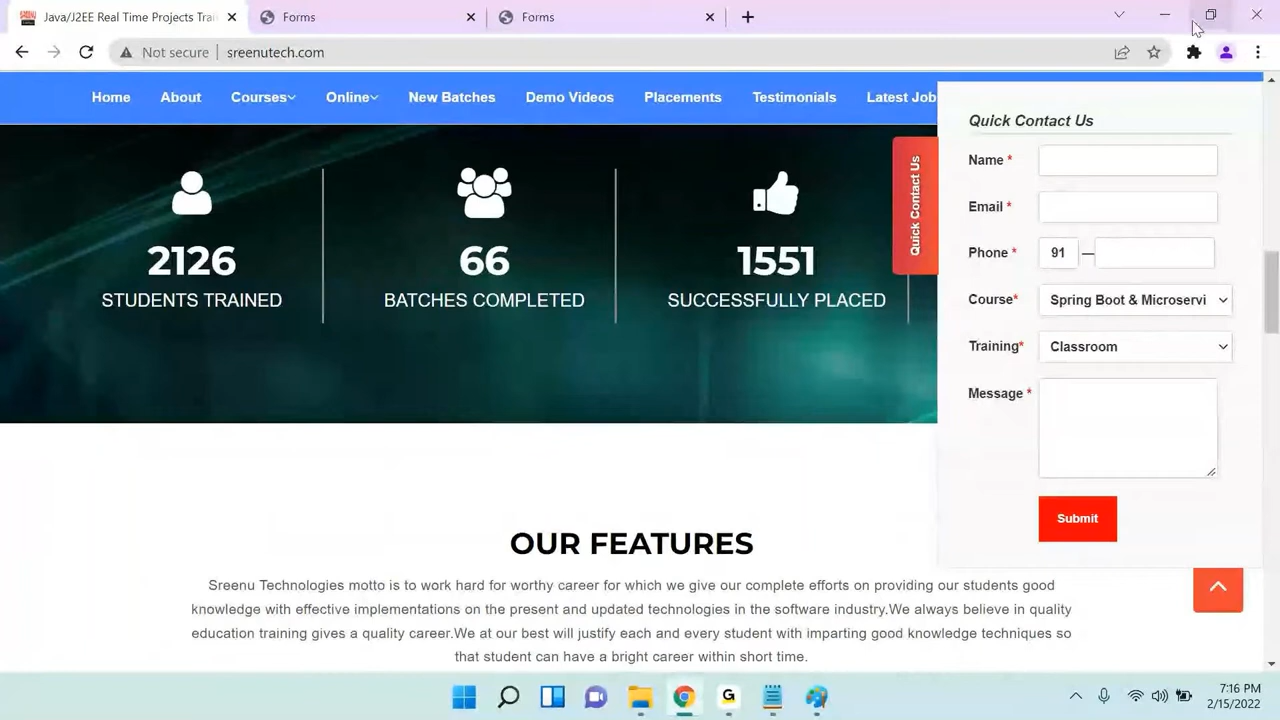 Java/J2EE Real Time Projects Trai
Forms
Forms
Not secure
sreenutech.com
Home
About
Courses
Online
New Batches
Demo Videos
Placements
Testimonials
Latest Job
2126
STUDENTS TRAINED
66
BATCHES COMPLETED
1551
SUCCESSFULLY PLACED
Quick Contact Us
Quick Contact Us
Name *
Email *
Phone *
91
—
Course*
Spring Boot & Microservi
Training*
Classroom
Message *
Submit
OUR FEATURES
Sreenu Technologies motto is to work hard for worthy career for which we give our complete efforts on providing our students good
knowledge with effective implementations on the present and updated technologies in the software industry.We always believe in quality
education training gives a quality career.We at our best will justify each and every student with imparting good knowledge techniques so
that student can have a bright career within short time.
G
7:16 PM
2/15/2022